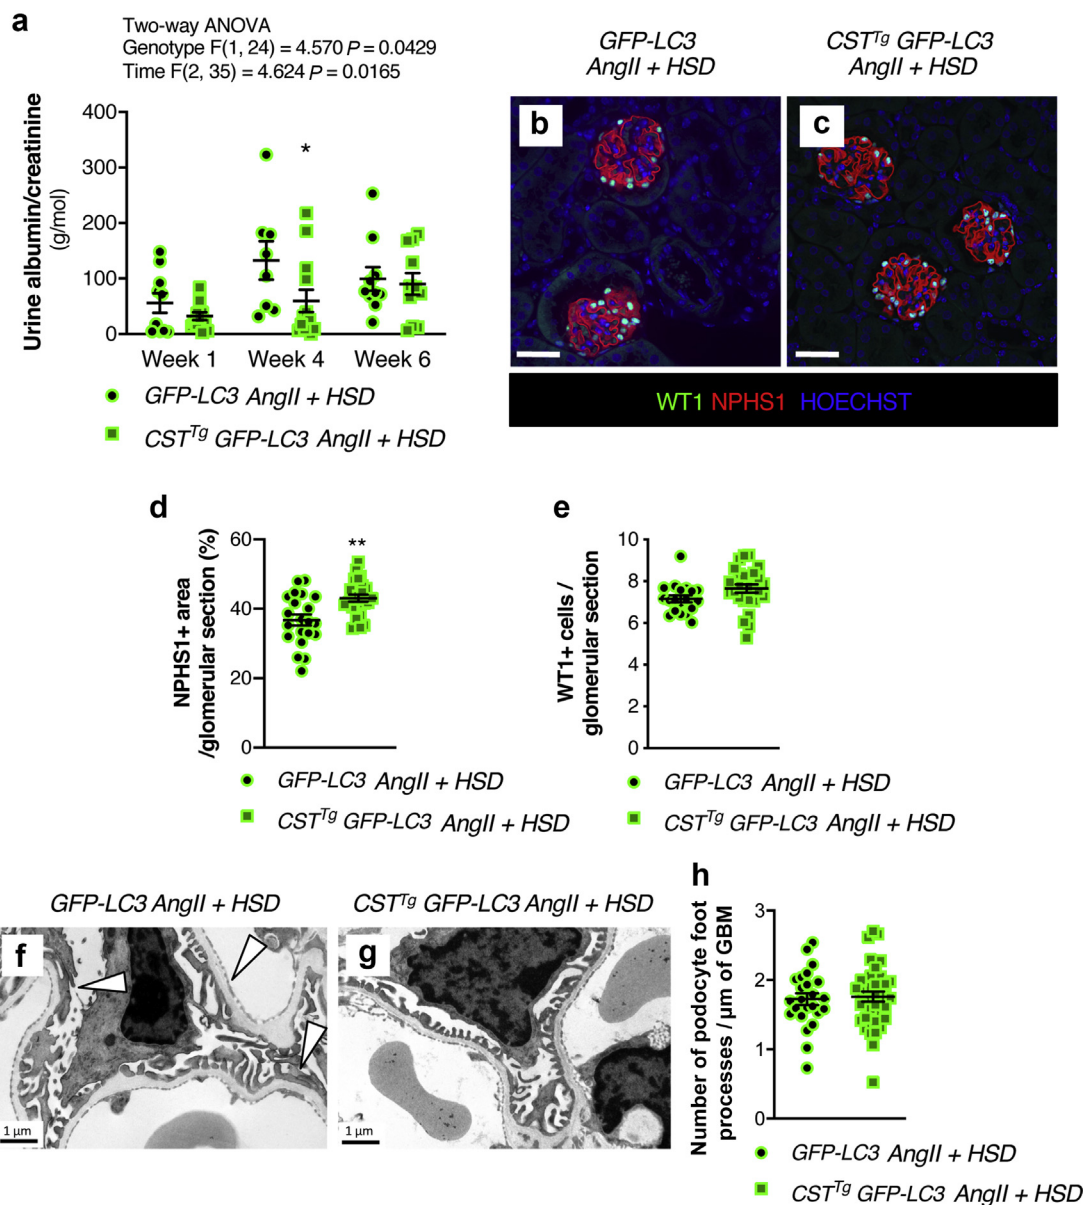 a
Two-way ANOVA
Genotype F(1, 24) = 4.570 P = 0.0429
Time F(2, 35) = 4.624 P = 0.0165
Urine albumin/creatinine
(g/mol)
400
300
200
100
0
*
Week 1 Week 4 Week 6
GFP-LC3 AngII + HSD
CSTTg GFP-LC3 AngII + HSD
GFP-LC3
AngII + HSD
CSTTg GFP-LC3
AngII + HSD
b
c
WT1 NPHS1 HOECHST
d
NPHS1+ area
/glomerular section (%)
60
40
20
0
**
GFP-LC3 AngII + HSD
CSTTg GFP-LC3 AngII + HSD
e
WT1+ cells /
glomerular section
10
8
6
4
2
0
GFP-LC3 AngII + HSD
CSTTg GFP-LC3 AngII + HSD
GFP-LC3 AngII + HSD
f
1 µm
CSTTg GFP-LC3 AngII + HSD
g
1 µm
h
Number of podocyte foot
processes / µm of GBM
3
2
1
0
GFP-LC3 AngII + HSD
CSTTg GFP-LC3 AngII + HSD